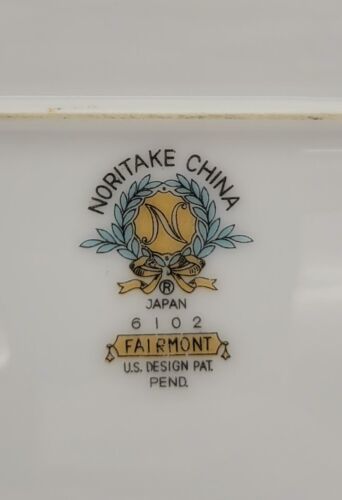 NORITAKE CHINA
N
®
JAPAN
6102
FAIRMONT
U.S. DESIGN PAT.
PEND.